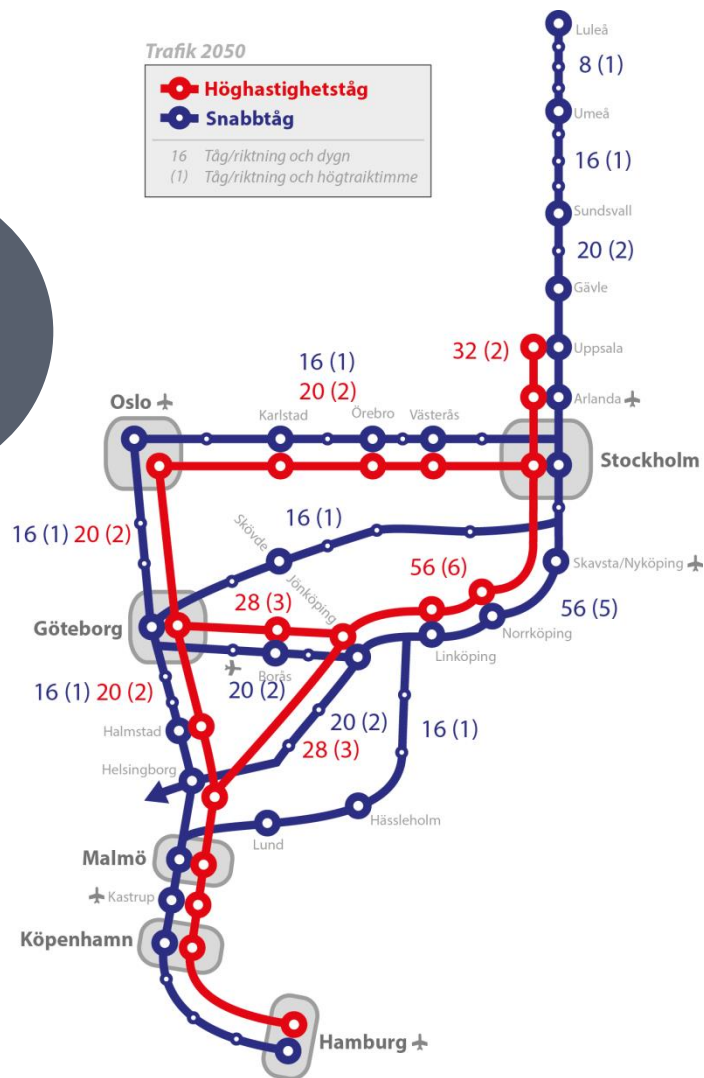 Trafik 2050
Höghastighetståg
Snabbtåg
16 Tåg/riktning och dygn
(1) Tåg/riktning och högtraiktimme
Luleå
8 (1)
Umeå
16 (1)
Sundsvall
20 (2)
Gävle
32 (2)
Uppsala
Arlanda
16 (1)
20 (2)
Oslo
Karlstad
Örebro
Västerås
Stockholm
16 (1) 20 (2)
16 (1)
Skövde
Jönköping
Skavsta/Nyköping
56 (6)
28 (3)
56 (5)
Göteborg
Norrköping
Linköping
Borås
20 (2)
16 (1) 20 (2)
20 (2)
16 (1)
28 (3)
Halmstad
Helsingborg
Hässleholm
Lund
Malmö
Kastrup
Köpenhamn
Hamburg